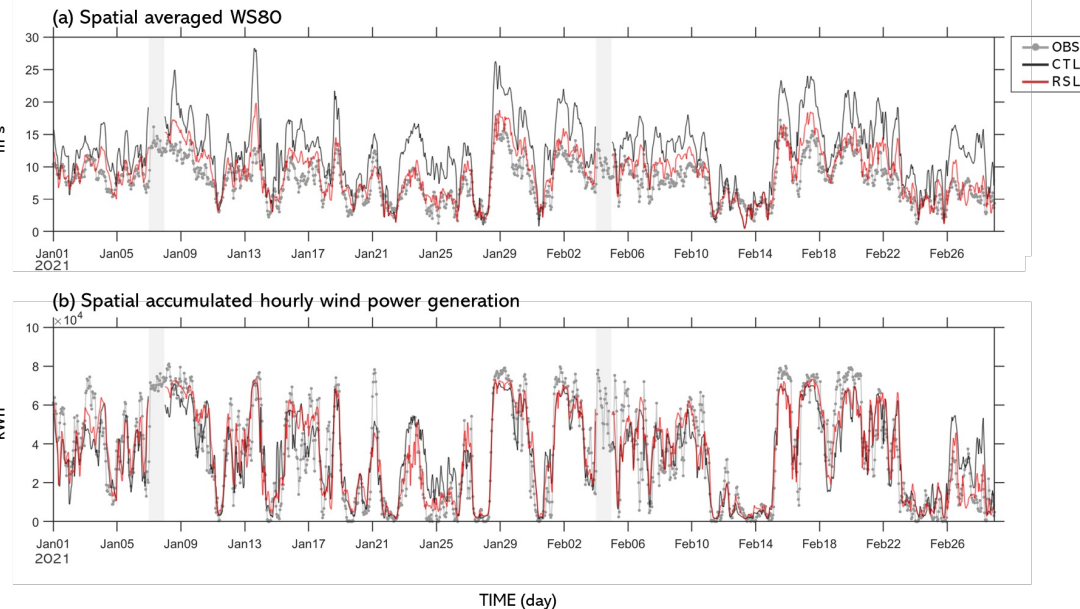 (a) Spatial averaged WS80
30
25
20
15
10
5
0
OBS
CTL
RSL
Jan01 Jan05 Jan09 Jan13 Jan17 Jan21 Jan25 Jan29 Feb02 Feb06 Feb10 Feb14 Feb18 Feb22 Feb26
2021
(b) Spatial accumulated hourly wind power generation
×10⁴
10
8
6
4
2
0
Jan01 Jan05 Jan09 Jan13 Jan17 Jan21 Jan25 Jan29 Feb02 Feb06 Feb10 Feb14 Feb18 Feb22 Feb26
2021
TIME (day)